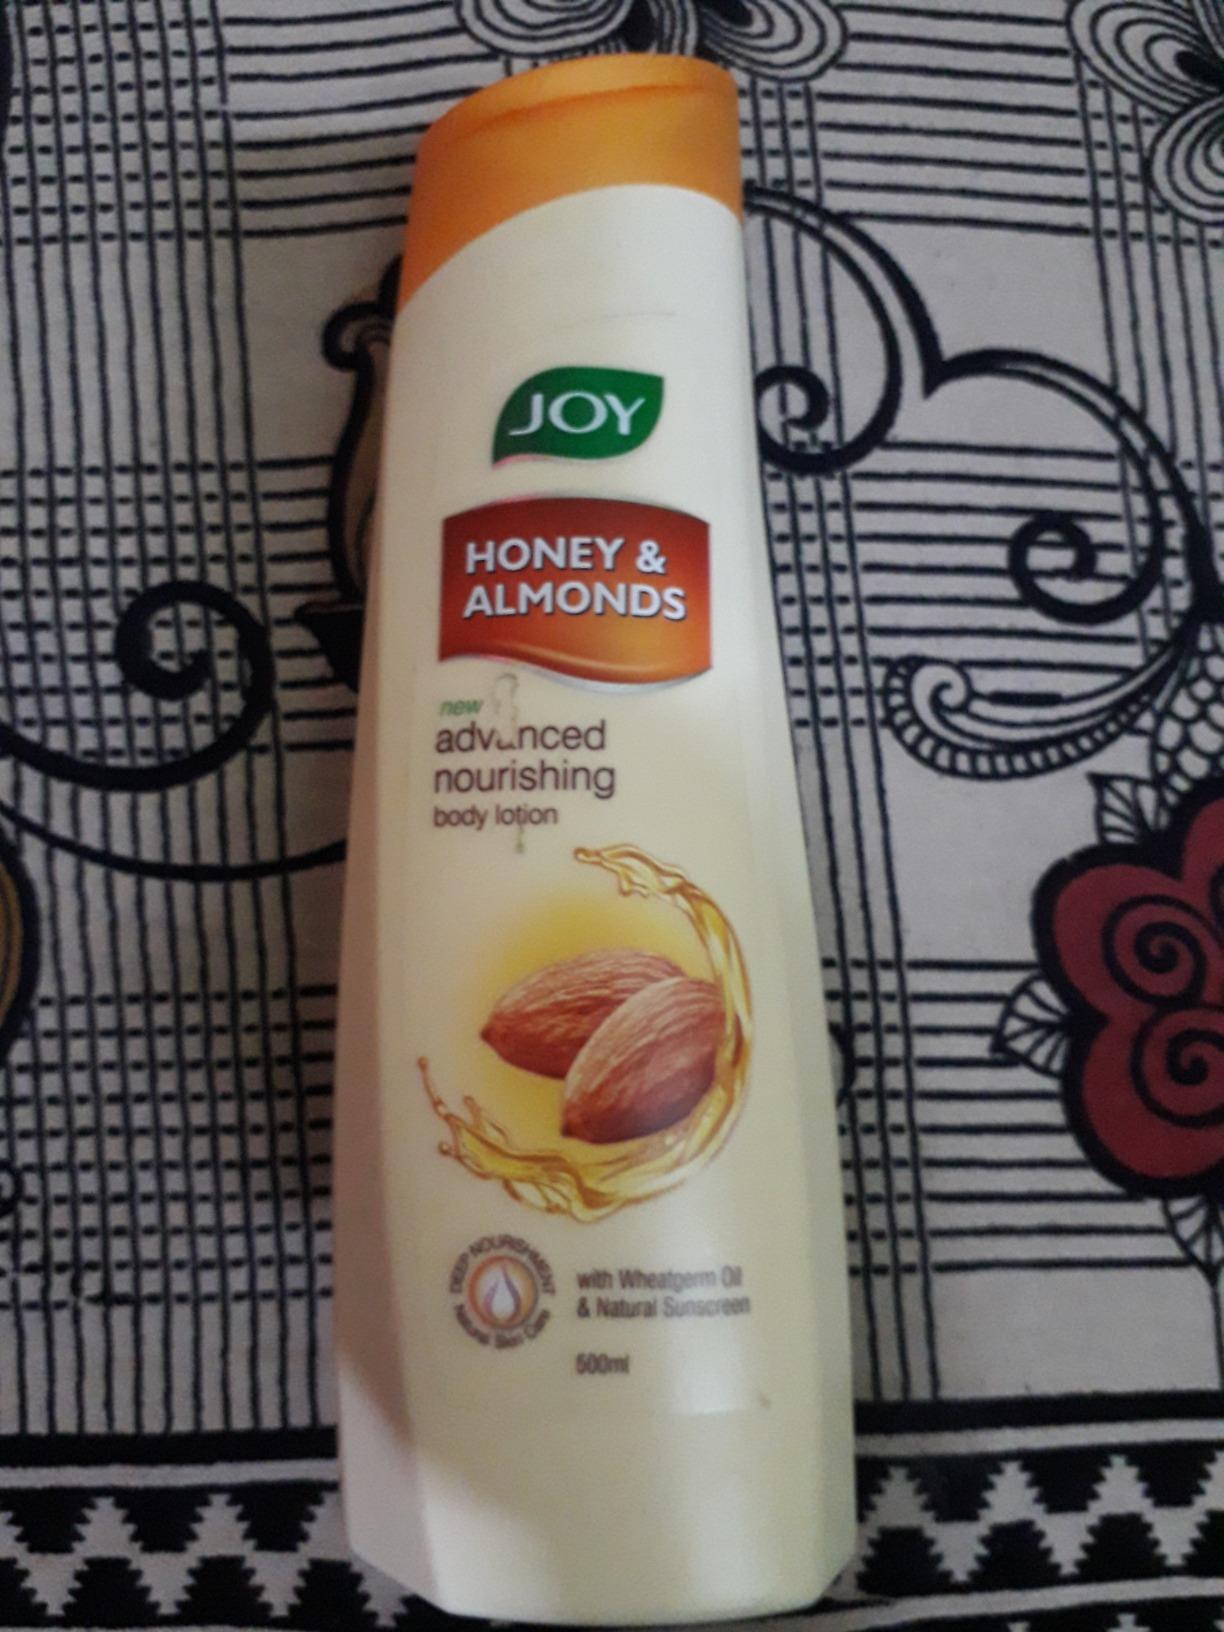 JOY
HONEY &
ALMONDS
new
advanced
nourishing
body lotion
DEEP NOURISHMENT
Natural Skin Care
with Wheatgerm Oil
& Natural Sunscreen
500ml